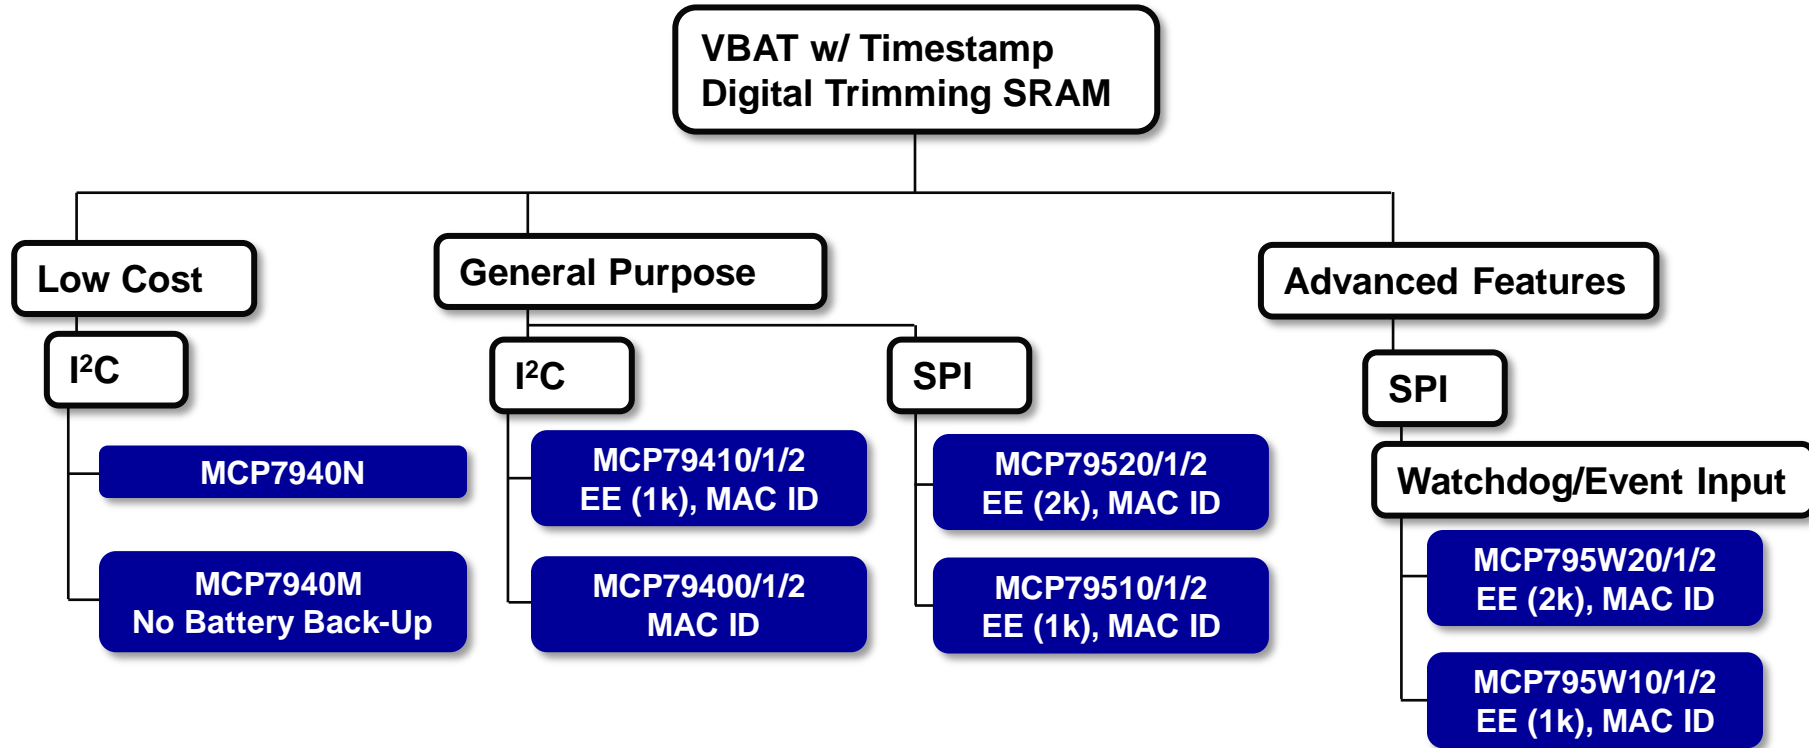 VBAT w/ Timestamp
Digital Trimming SRAM
Low Cost
General Purpose
Advanced Features
I²C
I²C
SPI
SPI
MCP7940N
MCP7940M
No Battery Back-Up
MCP79410/1/2
EE (1k), MAC ID
MCP79400/1/2
MAC ID
MCP79520/1/2
EE (2k), MAC ID
MCP79510/1/2
EE (1k), MAC ID
Watchdog/Event Input
MCP795W20/1/2
EE (2k), MAC ID
MCP795W10/1/2
EE (1k), MAC ID